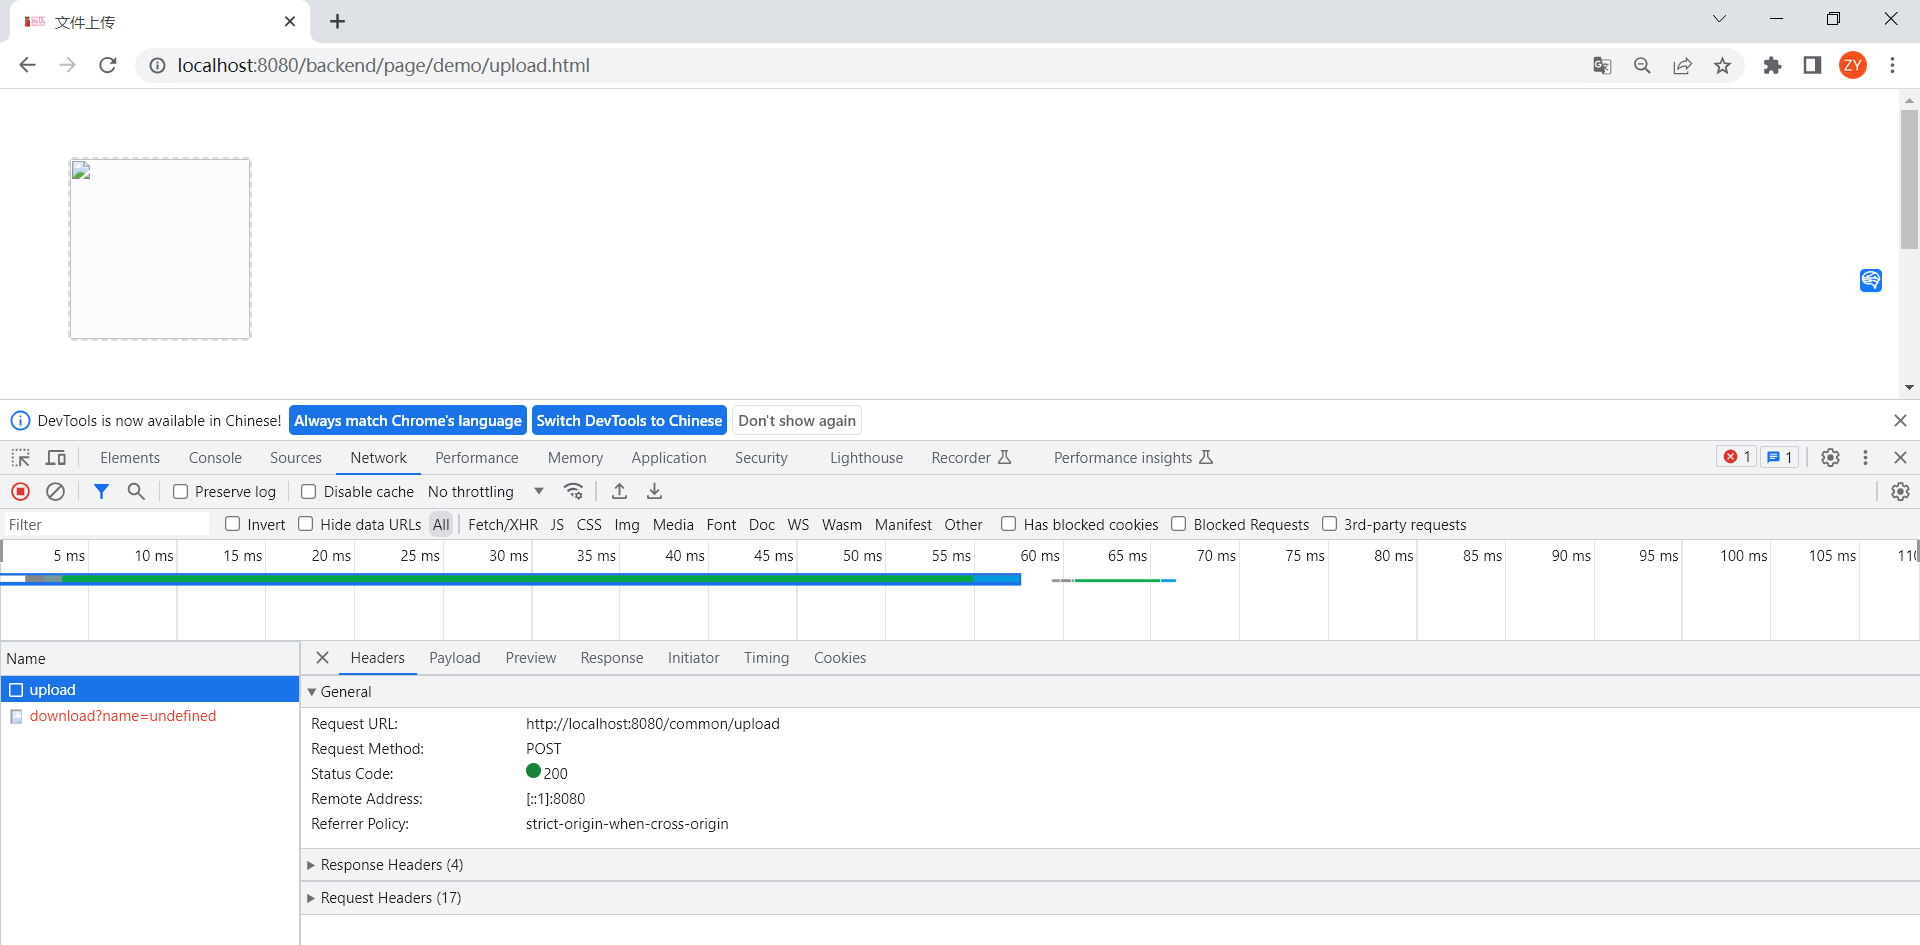 文件上传
localhost:8080/backend/page/demo/upload.html
ZY
DevTools is now available in Chinese! Always match Chrome's language Switch DevTools to Chinese Don't show again
Elements Console Sources Network Performance Memory Application Security Lighthouse Recorder Performance insights 1 1
Preserve log Disable cache No throttling
Filter Invert Hide data URLs All Fetch/XHR JS CSS Img Media Font Doc WS Wasm Manifest Other Has blocked cookies Blocked Requests 3rd-party requests
5 ms 10 ms 15 ms 20 ms 25 ms 30 ms 35 ms 40 ms 45 ms 50 ms 55 ms 60 ms 65 ms 70 ms 75 ms 80 ms 85 ms 90 ms 95 ms 100 ms 105 ms
Name Headers Payload Preview Response Initiator Timing Cookies
upload
General
download?name=undefined
Request URL: http://localhost:8080/common/upload
Request Method: POST
Status Code: 200
Remote Address: [::1]:8080
Referrer Policy: strict-origin-when-cross-origin
Response Headers (4)
Request Headers (17)